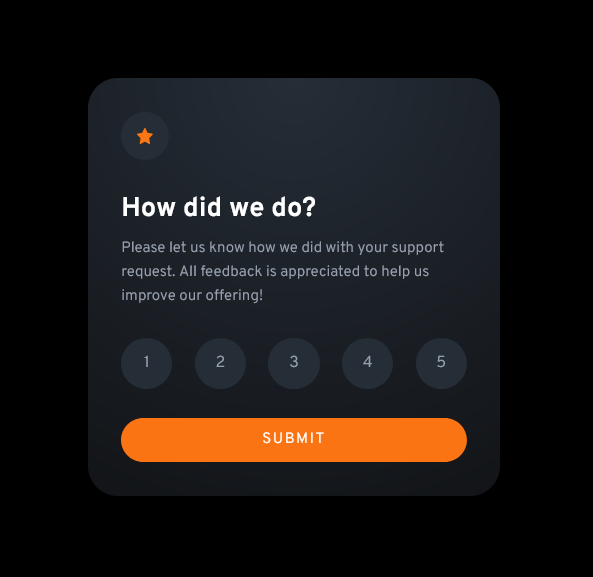 How did we do?
Please let us know how we did with your support
request. All feedback is appreciated to help us
improve our offering!
1 2 3 4 5
SUBMIT